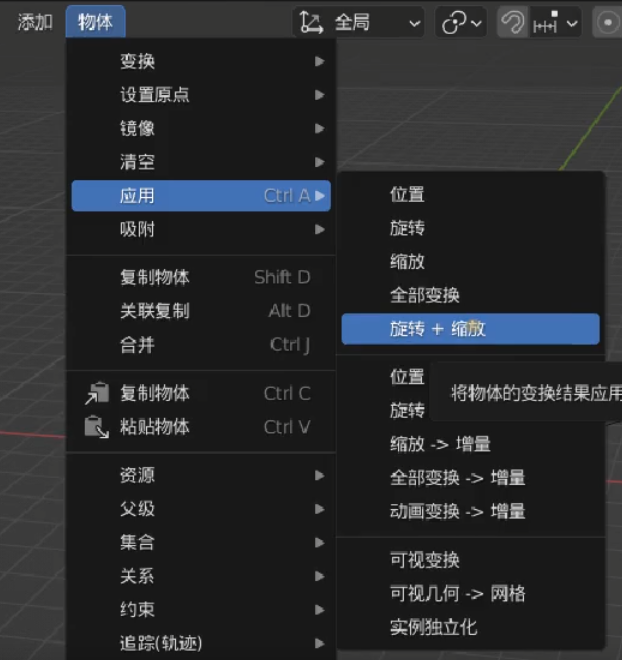 添加 物体 全局
变换
设置原点
镜像
清空
应用 Ctrl A
吸附
复制物体 Shift D
关联复制 Alt D
合并 Ctrl J
复制物体 Ctrl C
粘贴物体 Ctrl V
资源
父级
集合
关系
约束
追踪(轨迹)
位置
旋转
缩放
全部变换
旋转 + 缩放
位置
将物体的变换结果应用
旋转
缩放 -> 增量
全部变换 -> 增量
动画变换 -> 增量
可视变换
可视几何 -> 网格
实例独立化